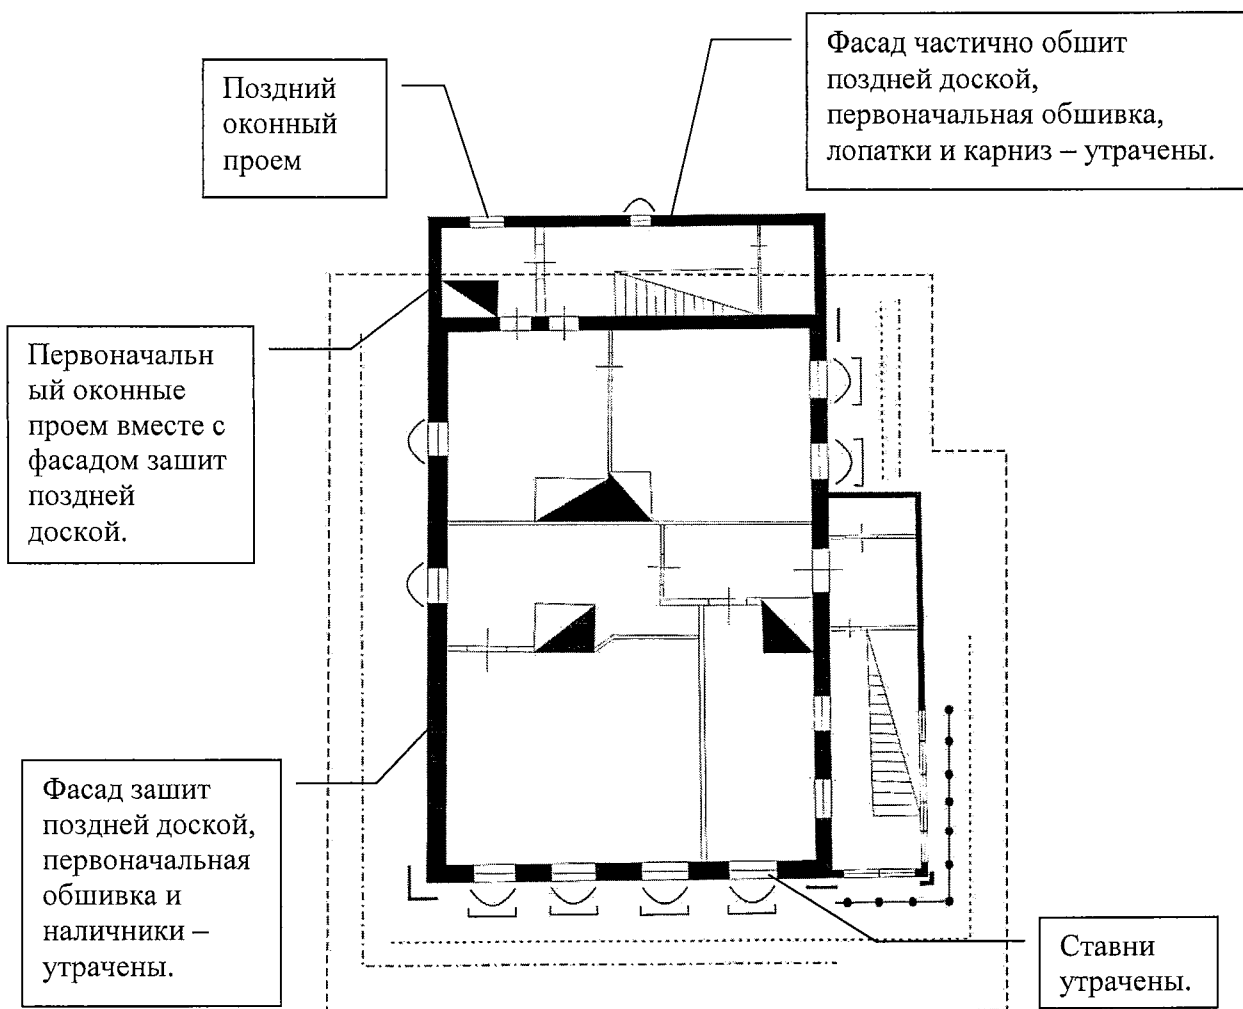 Поздний
оконный
проем
Фасад частично обшит
поздней доской,
первоначальная обшивка,
лопатки и карниз – утрачены.
Первоначальн
ый оконные
проем вместе с
фасадом зашит
поздней
доской.
Фасад зашит
поздней доской,
первоначальная
обшивка и
наличники –
утрачены.
Ставни
утрачены.